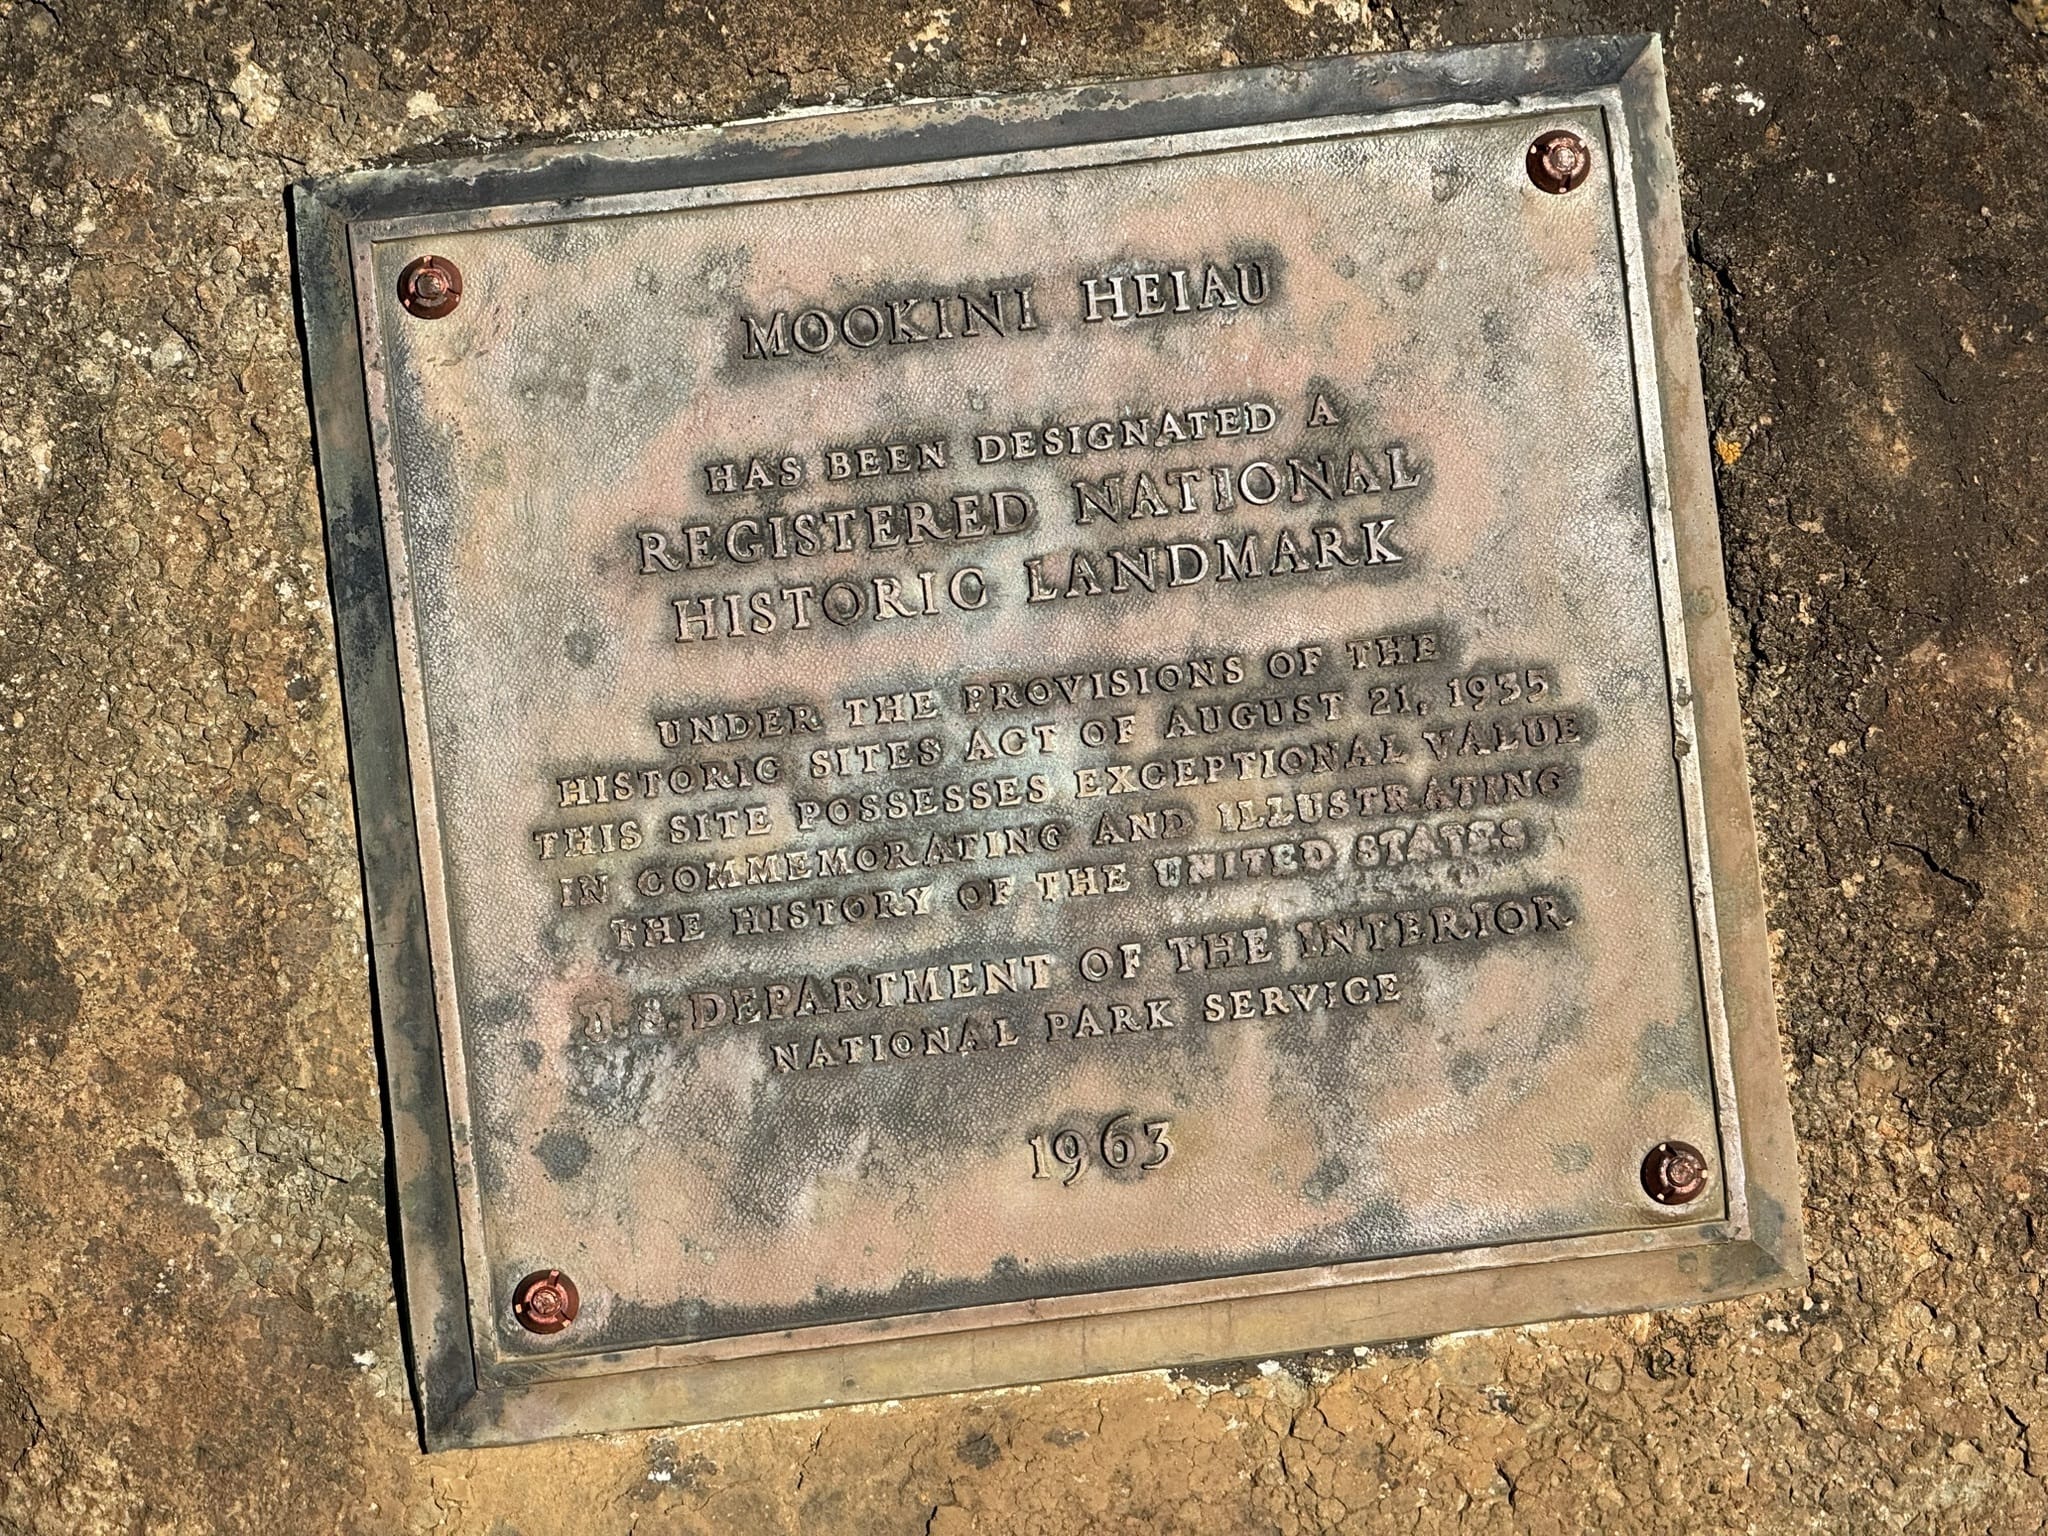 MOOKINI HEIAU
HAS BEEN DESIGNATED A
REGISTERED NATIONAL
HISTORIC LANDMARK
UNDER THE PROVISIONS OF THE
HISTORIC SITES ACT OF AUGUST 21, 1935
THIS SITE POSSESSES EXCEPTIONAL VALUE
IN COMMEMORATING AND ILLUSTRATING
THE HISTORY OF THE UNITED STATES
U. S. DEPARTMENT OF THE INTERIOR
NATIONAL PARK SERVICE
1963